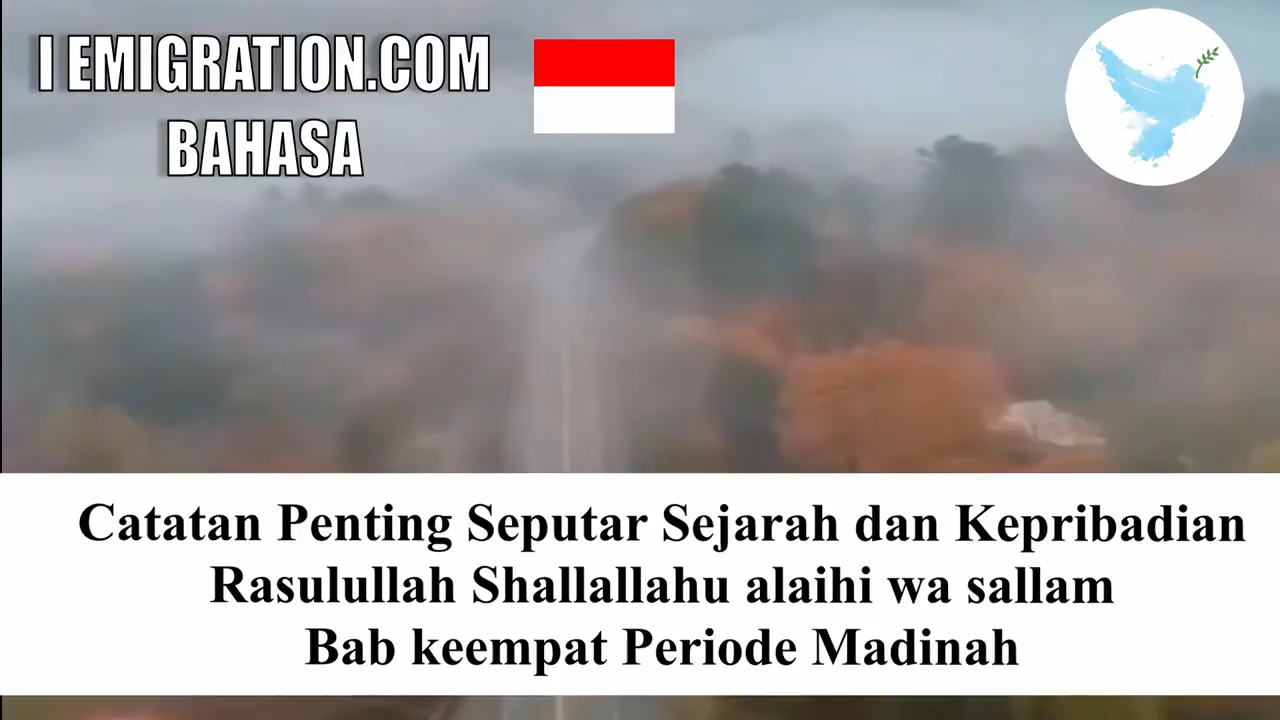 I EMIGRATION.COM
BAHASA
Catatan Penting Seputar Sejarah dan Kepribadian
Rasulullah Shallallahu alaihi wa sallam
Bab keempat Periode Madinah